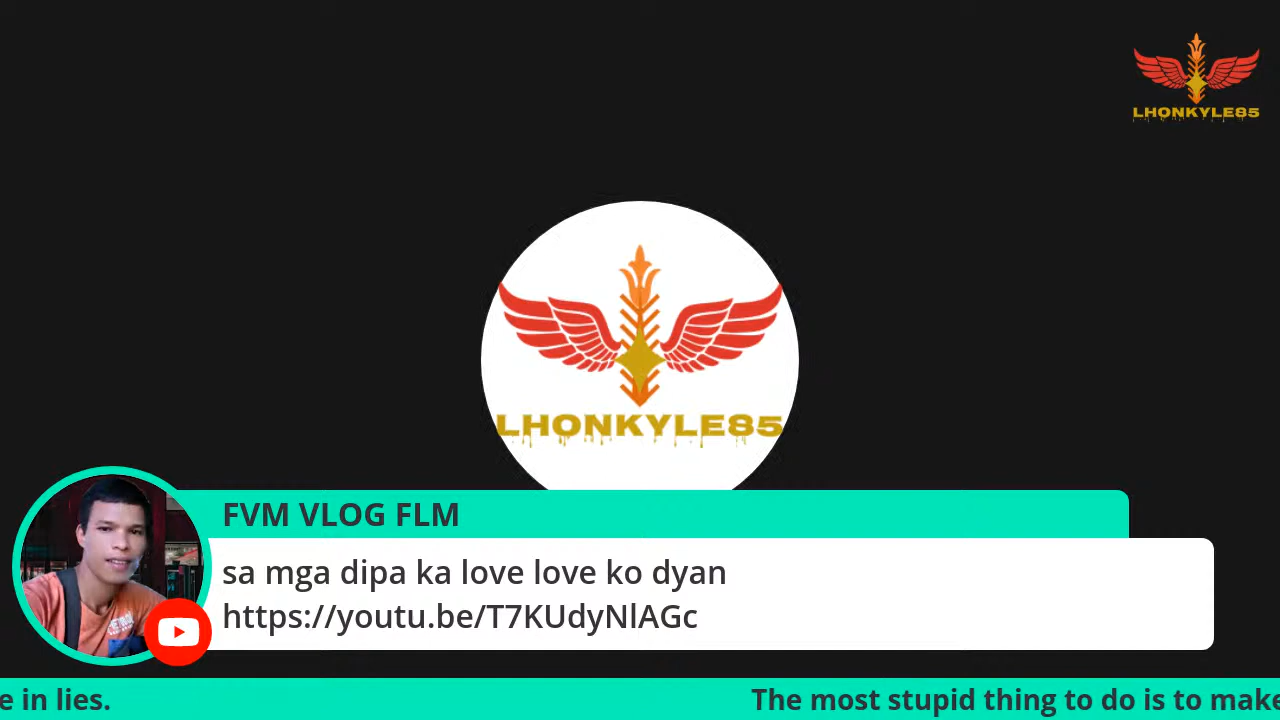 LHONKYLE85
LHONKYLE85
FVM VLOG FLM
sa mga dipa ka love love ko dyan
https://youtu.be/T7KUdyNlAGc
e in lies.
The most stupid thing to do is to make